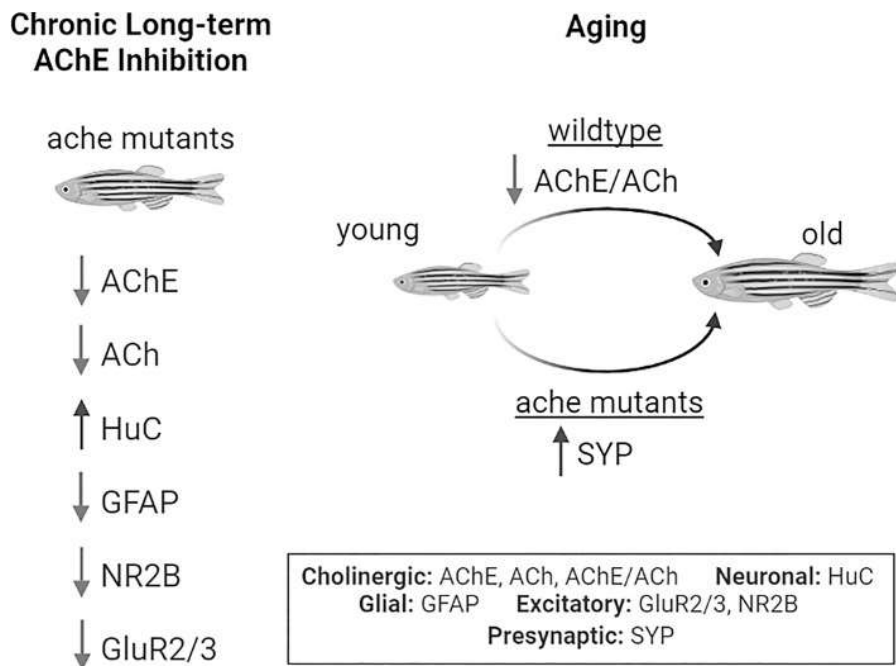 Chronic Long-term
AChE Inhibition
ache mutants
AChE
ACh
HuC
GFAP
NR2B
GluR2/3
Aging
wildtype
AChE/ACh
young
old
ache mutants
SYP
Cholinergic: AChE, ACh, AChE/ACh Neuronal: HuC
Glial: GFAP Excitatory: GluR2/3, NR2B
Presynaptic: SYP